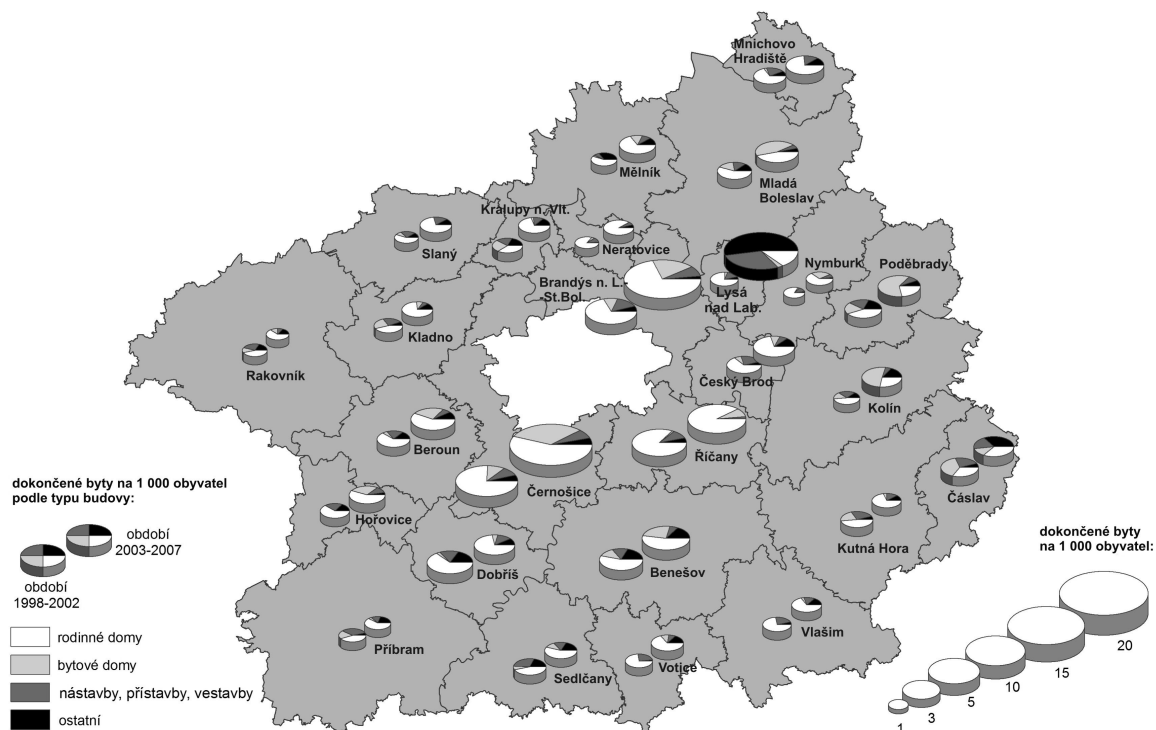 Mnichovo
Hradiště
Mělník
Mladá
Boleslav
Kralupy n. Vlt.
Slaný
Neratovice
Brandýs n. L.-
-St.Bol.
Lysá
nad Lab.
Nymburk
Poděbrady
Kladno
Rakovník
Český Brod
Kolín
Beroun
Říčany
Černošice
Čáslav
Hořovice
Kutná Hora
Dobříš
Benešov
Příbram
Sedlčany
Votice
Vlašim
dokončené byty na 1 000 obyvatel
podle typu budovy:
období
2003-2007
období
1998-2002
rodinné domy
bytové domy
nástavby, přístavby, vestavby
ostatní
dokončené byty
na 1 000 obyvatel:
20
15
10
5
3
1